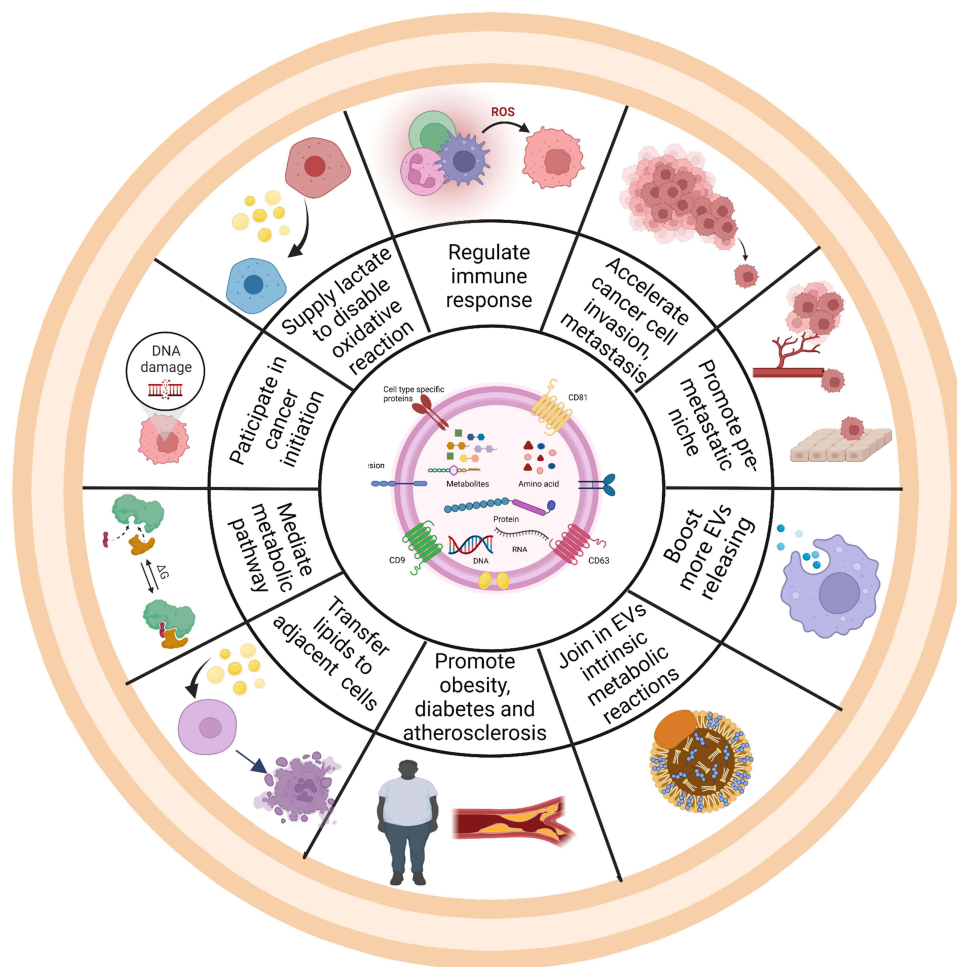 ROS
Regulate
immune
response
Accelerate
cancer cell
invasion,
metastasis
Promote pre-
metastatic
niche
Boost
more EVs
releasing
Join in EVs
intrinsic
metabolic
reactions
Promote
obesity,
diabetes and
atherosclerosis
Transfer
lipids to
adjacent cells
Mediate
metabolic
pathway
ΔG
Paticipate in
cancer
initiation
DNA
damage
Supply lactate
to disable
oxidative
reaction
Cell type specific
proteins
CD81
esion
Metabolites
Amino acid
Protein
RNA
DNA
CD9
CD63